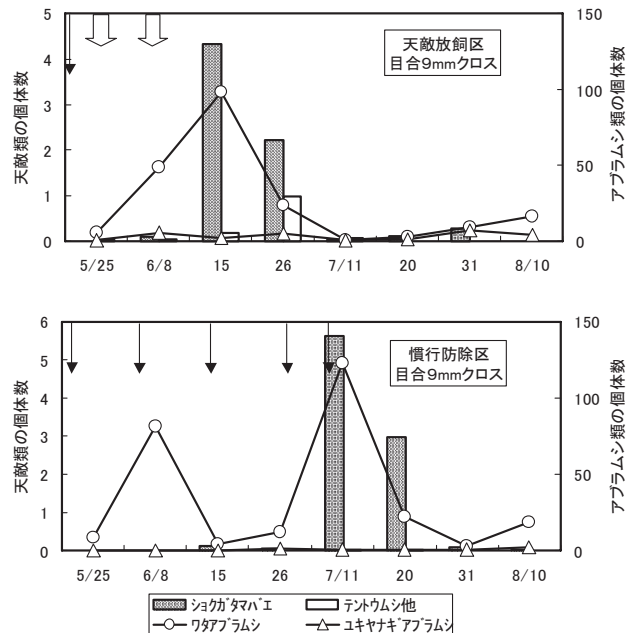 天敵放飼区
目合9mmクロス
天敵類の個体数
アブラムシ類の個体数
5
4
3
2
1
0
150
100
50
0
5/25 6/8 15 26 7/11 20 31 8/10
慣行防除区
目合9mmクロス
天敵類の個体数
アブラムシ類の個体数
6
5
4
3
2
1
0
150
100
50
0
5/25 6/8 15 26 7/11 20 31 8/10
ショクガタマバエ テントウムシ他
ワタアブラムシ ユキヤナギアブラムシ